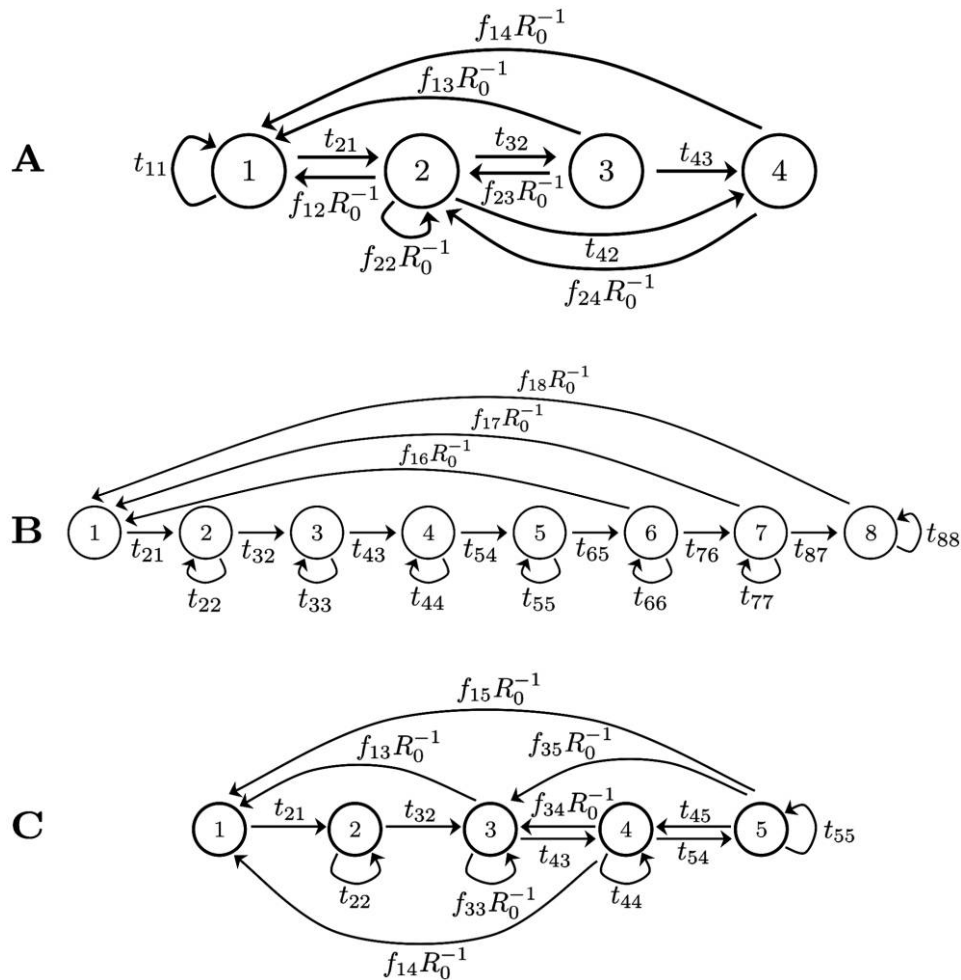 f₁₄R₀⁻¹
f₁₃R₀⁻¹
A
t₁₁
1
t₂₁
f₁₂R₀⁻¹
2
t₃₂
f₂₃R₀⁻¹
3
t₄₃
4
f₂₂R₀⁻¹
t₄₂
f₂₄R₀⁻¹
f₁₈R₀⁻¹
f₁₇R₀⁻¹
f₁₆R₀⁻¹
B
1 2 3 4 5 6 7 8
t₂₁ t₃₂ t₄₃ t₅₄ t₆₅ t₇₆ t₈₇ t₈₈
t₂₂ t₃₃ t₄₄ t₅₅ t₆₆ t₇₇
f₁₅R₀⁻¹
f₁₃R₀⁻¹ f₃₅R₀⁻¹
C
t₂₁ t₃₂ f₃₄R₀⁻¹ t₄₅
1 2 3 4 5 t₅₅
t₄₃ t₅₄
t₂₂ f₃₃R₀⁻¹ t₄₄
f₁₄R₀⁻¹